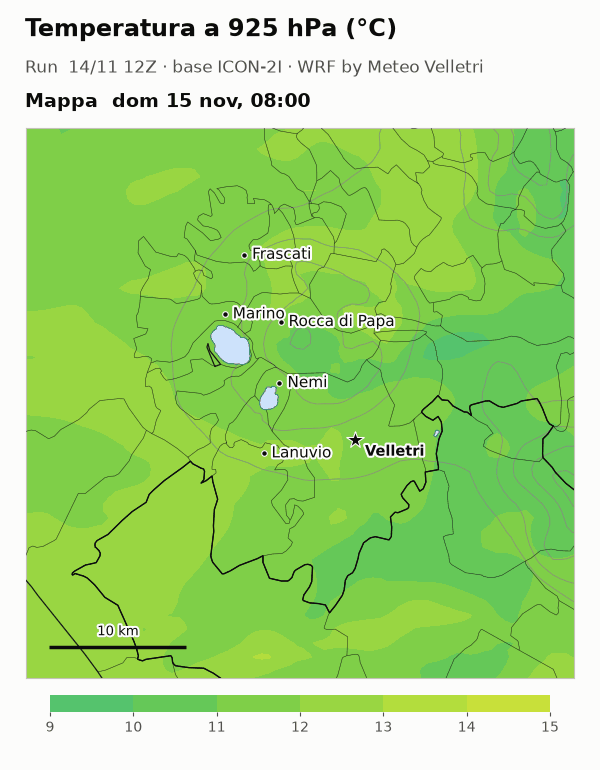 Temperatura a 925 hPa (°C)
Run  14/11 12Z · base ICON-2I · WRF by Meteo Velletri
Mappa  dom 15 nov, 08:00
Frascati
Marino
Rocca di Papa
Nemi
Velletri
Lanuvio
10 km
9 10 11 12 13 14 15